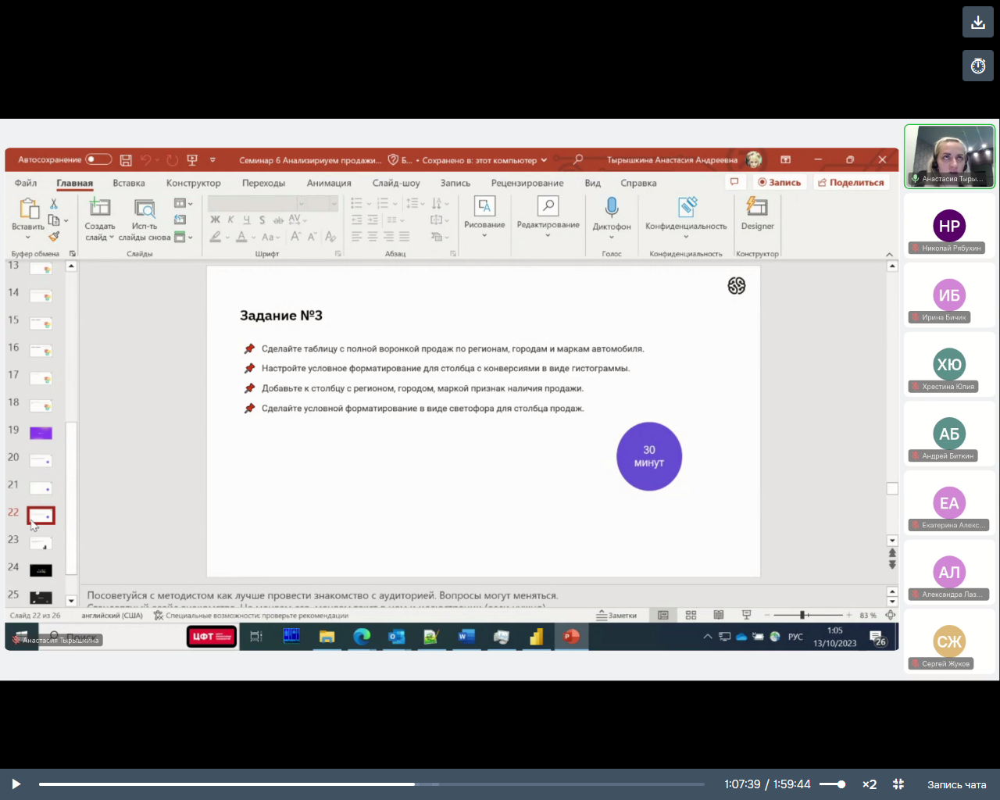 Автосохранение
Семинар 6 Анализируем продажи...
Б... • Сохранено в: этот компьютер
Тырышкина Анастасия Андреевна
Файл Главная Вставка Конструктор Переходы Анимация Слайд-шоу Запись Рецензирование Вид Справка
Запись
Поделиться
Вставить
Создать слайд
Исп-ть слайды снова
Ж К Ч S ab AV
A Aa A A
Рисование
Редактирование
Диктофон
Конфиденциальность
Designer
Буфер обмена
Слайды
Шрифт
Абзац
Голос
Конфиденциальность
Конструктор
13
14
15
16
17
18
19
20
21
22
23
24
25
Задание №3
Сделайте таблицу с полной воронкой продаж по регионам, городам и маркам автомобиля.
Настройте условное форматирование для столбца с конверсиями в виде гистограммы.
Добавьте к столбцу с регионом, городом, маркой признак наличия продажи.
Сделайте условной форматирование в виде светофора для столбца продаж.
30
минут
Посоветуйся с методистом как лучше провести знакомство с аудиторией. Вопросы могут меняться.
Слайд 22 из 26
английский (США)
Специальные возможности: проверьте рекомендации
Заметки
83 %
Поиск
Анастасия Тырышкина
ЦФТ
РУС
1:05
13/10/2023
26
Анастасия Тыры...
НР
Николай Рябухин
ИБ
Ирина Бичик
ХЮ
Хрестина Юлия
АБ
Андрей Биткин
ЕА
Екатерина Алекс...
АЛ
Александра Лаз...
СЖ
Сергей Жуков
1:07:39 / 1:59:44
×2
Запись чата